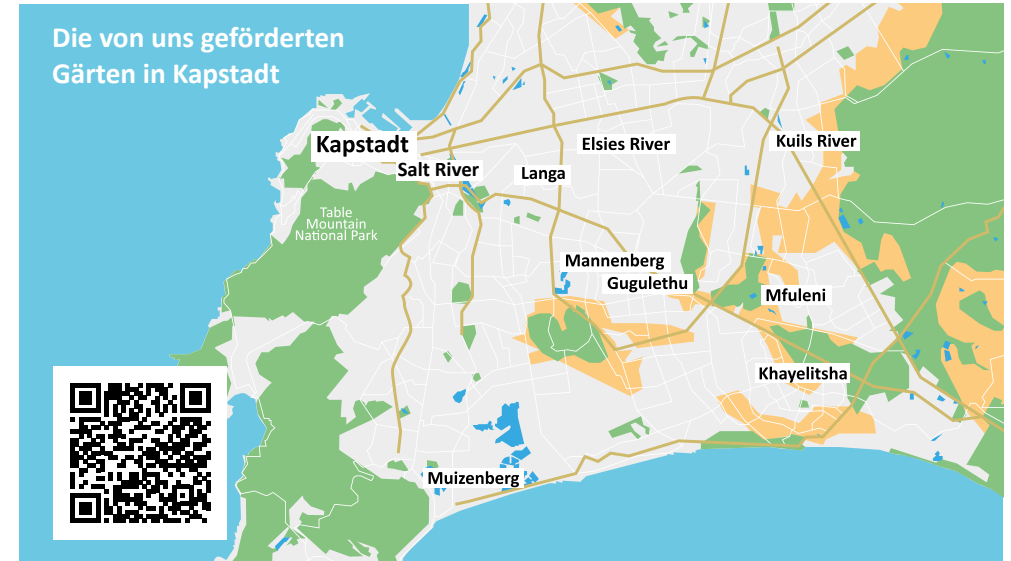 Die von uns geförderten
Gärten in Kapstadt
Kapstadt
Salt River
Langa
Elsies River
Kuils River
Table
Mountain
National Park
Mannenberg
Gugulethu
Mfuleni
Khayelitsha
Muizenberg